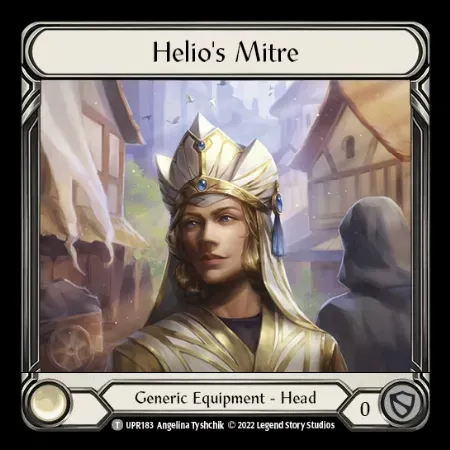 Helio's Mitre
Generic Equipment - Head
0
T UPR183 Angelina Tyshchik © 2022 Legend Story Studios